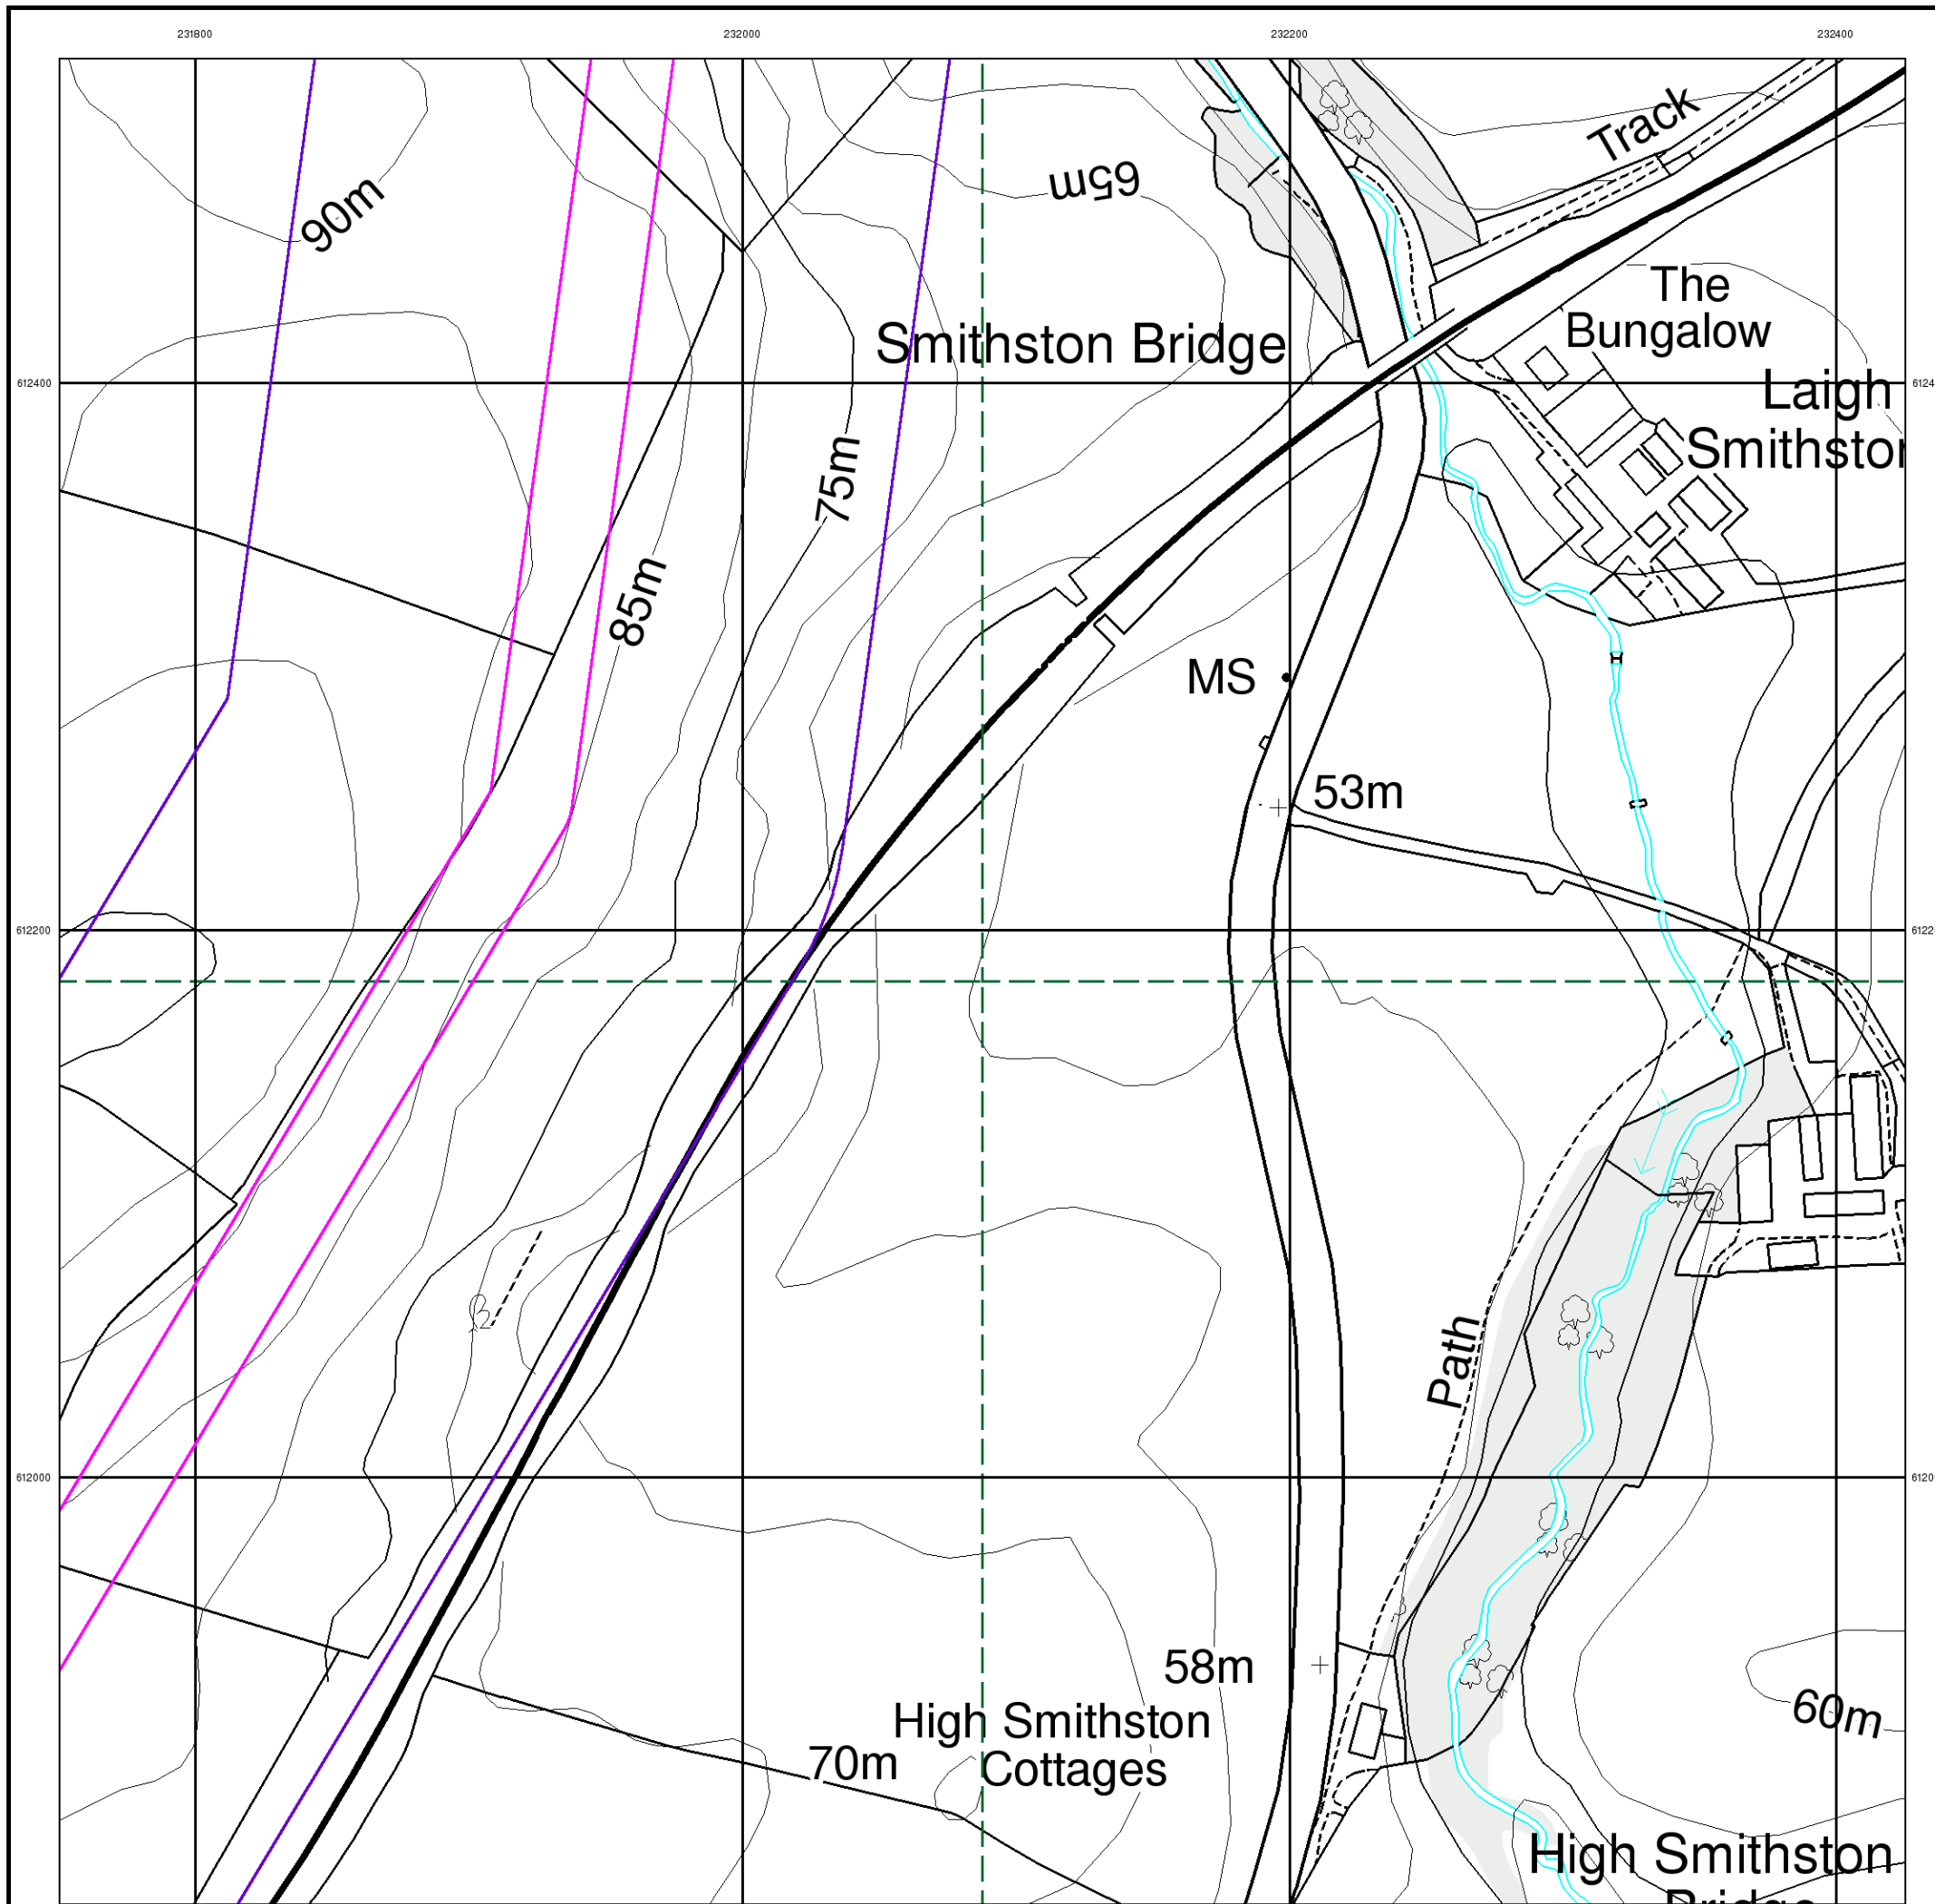 231800
232000
232200
232400
Track
65m
90m
The
Bungalow
Smithston Bridge
612400
Laigh
Smithston
75m
85m
MS
53m
612200
Path
612000
58m
High Smithston
Cottages
70m
60m
High Smithston
Bridge